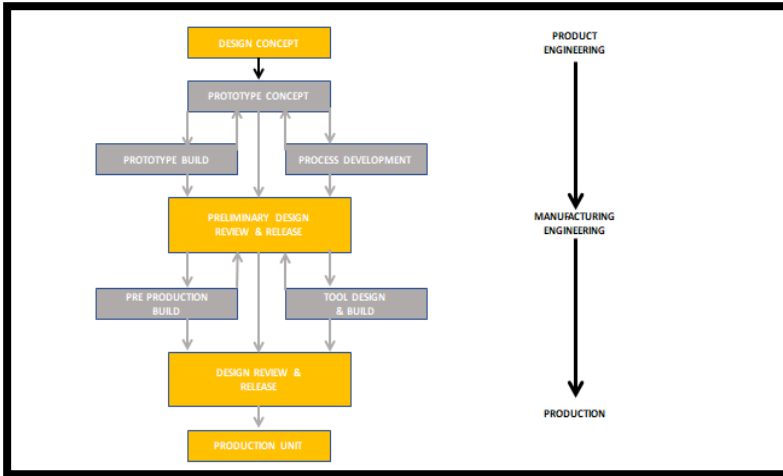 DESIGN CONCEPT
PROTOTYPE CONCEPT
PROTOTYPE BUILD
PROCESS DEVELOPMENT
PRELIMINARY DESIGN
REVIEW & RELEASE
PRE PRODUCTION
BUILD
TOOL DESIGN
& BUILD
DESIGN REVIEW &
RELEASE
PRODUCTION UNIT
PRODUCT
ENGINEERING
MANUFACTURING
ENGINEERING
PRODUCTION